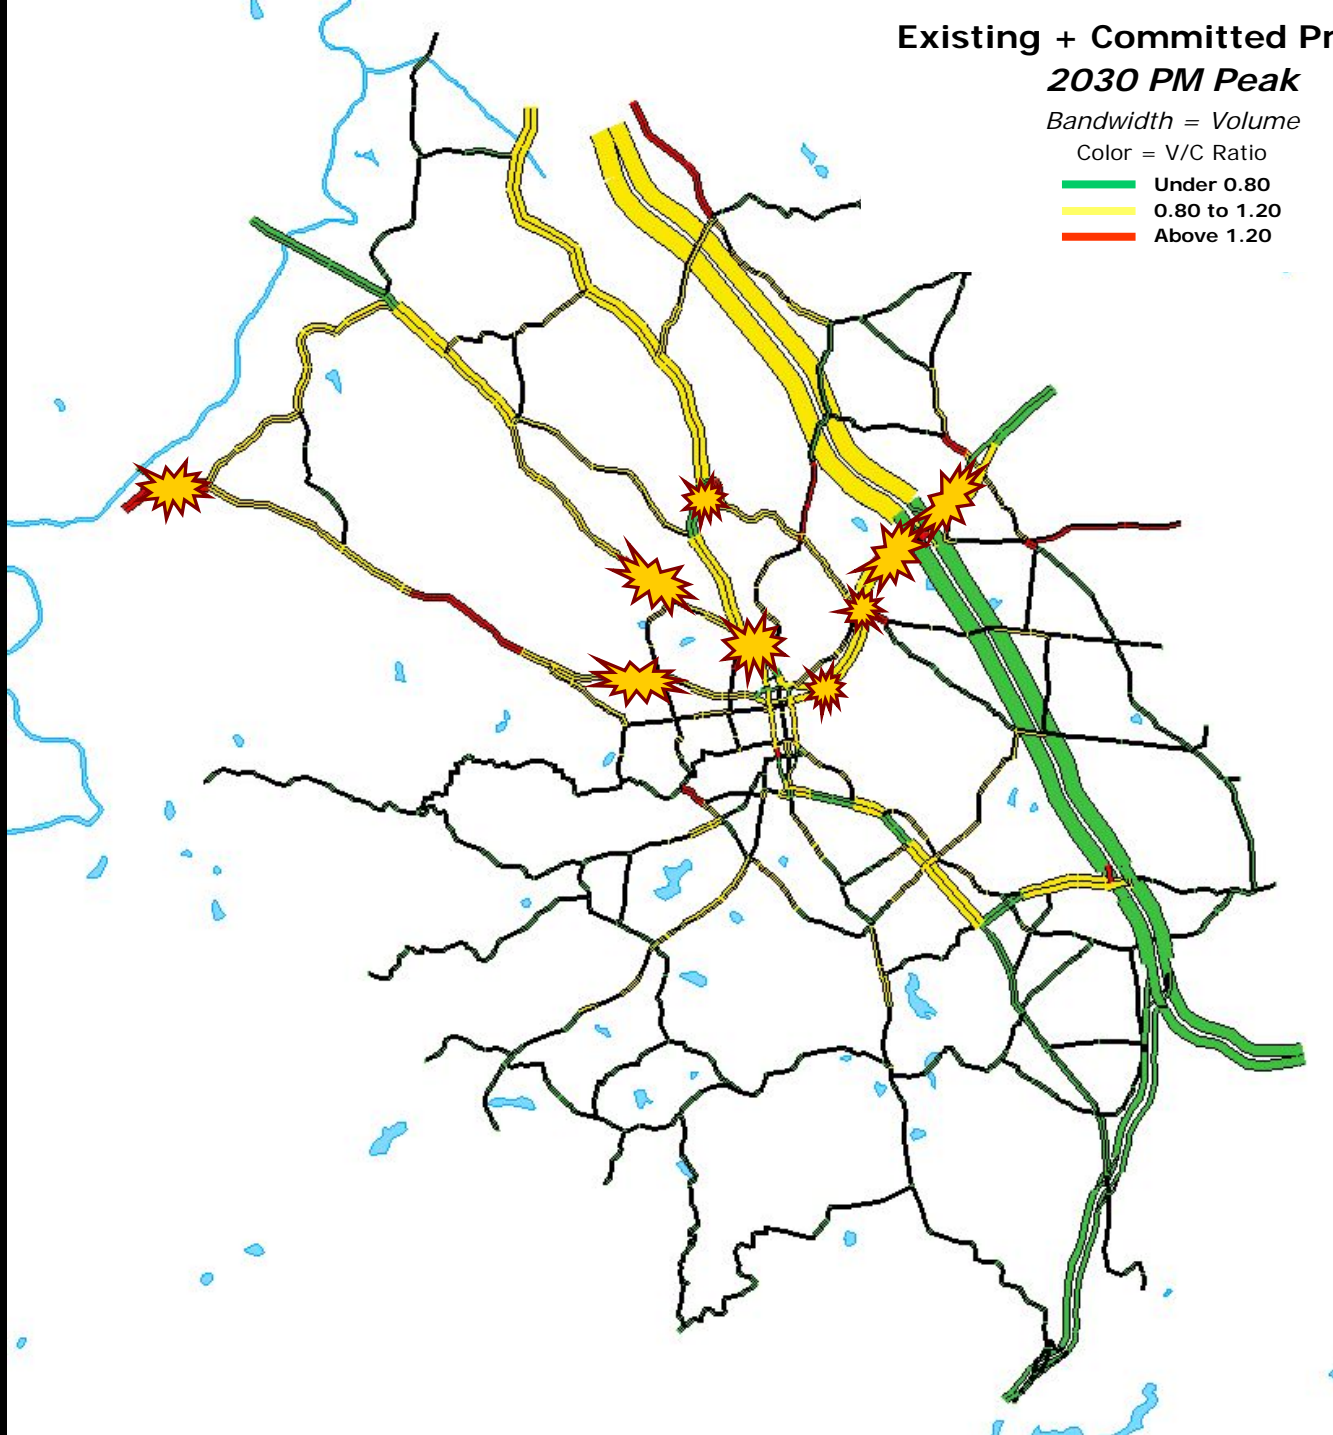 Existing + Committed Pr
2030 PM Peak
Bandwidth = Volume
Color = V/C Ratio
Under 0.80
0.80 to 1.20
Above 1.20